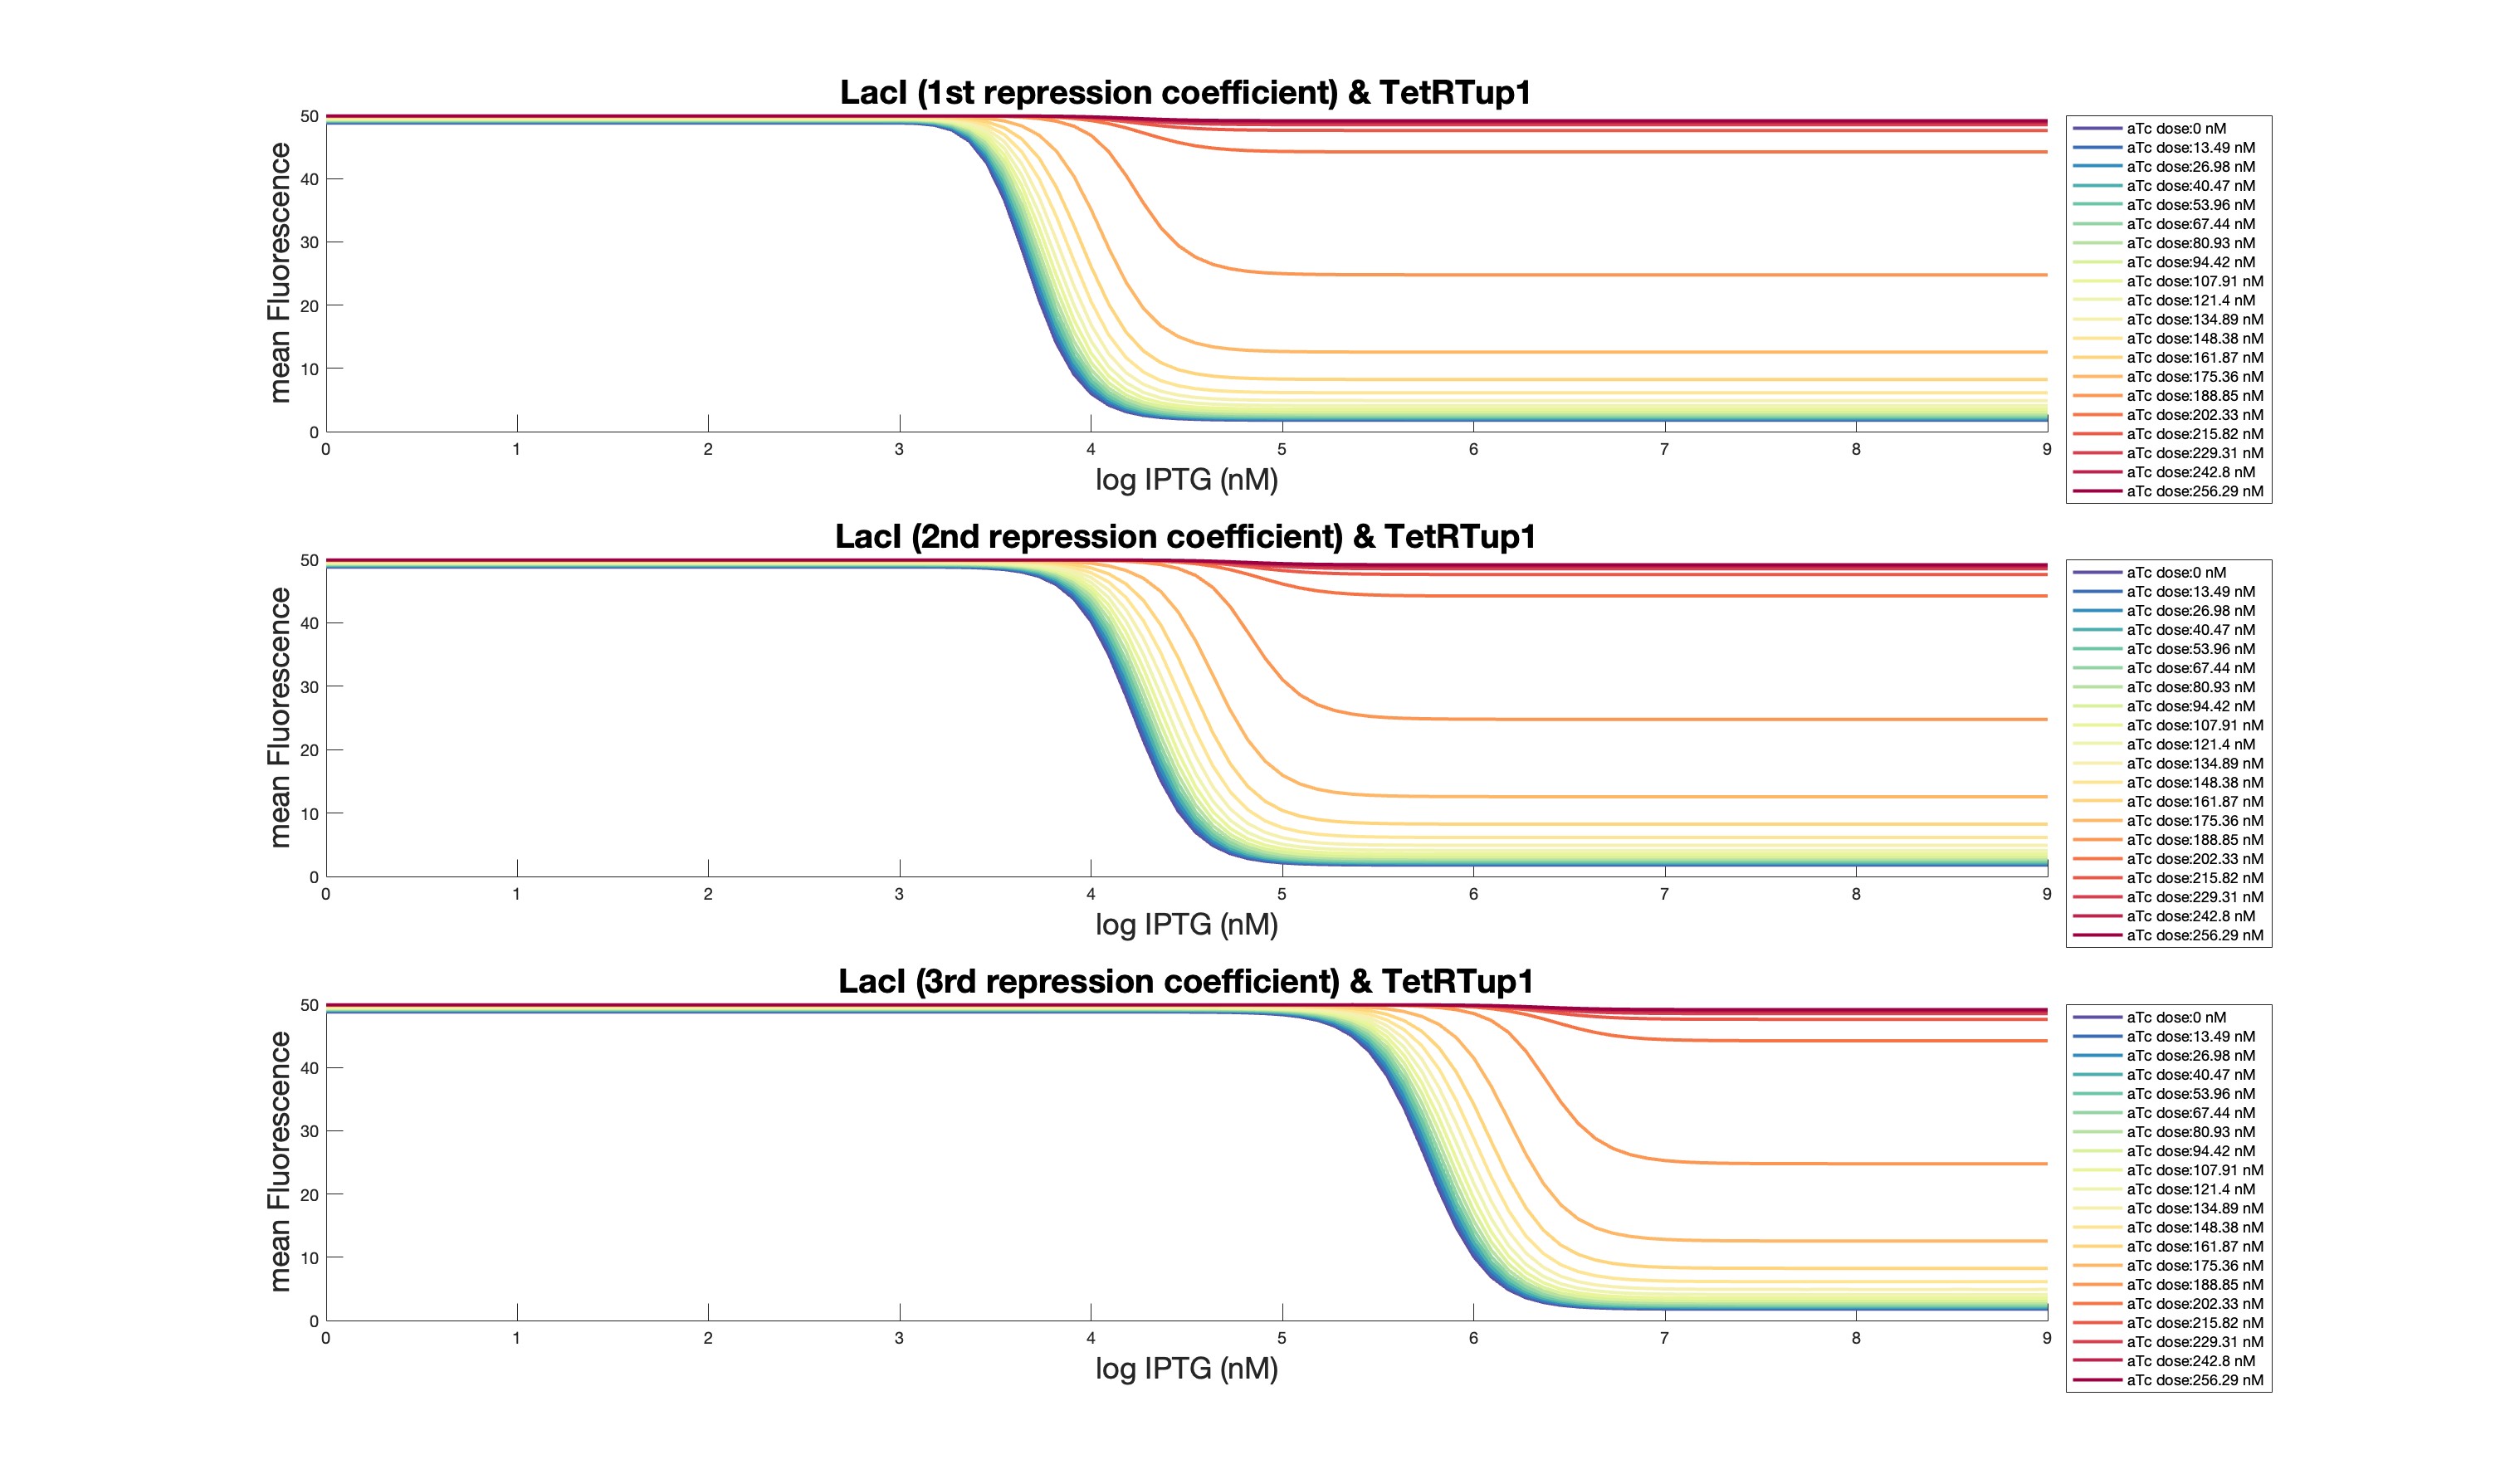 LacI (1st repression coefficient) & TetRTup1
mean Fluorescence
50
40
30
20
10
0
0 1 2 3 4 5 6 7 8 9
log IPTG (nM)
aTc dose:0 nM
aTc dose:13.49 nM
aTc dose:26.98 nM
aTc dose:40.47 nM
aTc dose:53.96 nM
aTc dose:67.44 nM
aTc dose:80.93 nM
aTc dose:94.42 nM
aTc dose:107.91 nM
aTc dose:121.4 nM
aTc dose:134.89 nM
aTc dose:148.38 nM
aTc dose:161.87 nM
aTc dose:175.36 nM
aTc dose:188.85 nM
aTc dose:202.33 nM
aTc dose:215.82 nM
aTc dose:229.31 nM
aTc dose:242.8 nM
aTc dose:256.29 nM
LacI (2nd repression coefficient) & TetRTup1
mean Fluorescence
50
40
30
20
10
0
0 1 2 3 4 5 6 7 8 9
log IPTG (nM)
aTc dose:0 nM
aTc dose:13.49 nM
aTc dose:26.98 nM
aTc dose:40.47 nM
aTc dose:53.96 nM
aTc dose:67.44 nM
aTc dose:80.93 nM
aTc dose:94.42 nM
aTc dose:107.91 nM
aTc dose:121.4 nM
aTc dose:134.89 nM
aTc dose:148.38 nM
aTc dose:161.87 nM
aTc dose:175.36 nM
aTc dose:188.85 nM
aTc dose:202.33 nM
aTc dose:215.82 nM
aTc dose:229.31 nM
aTc dose:242.8 nM
aTc dose:256.29 nM
LacI (3rd repression coefficient) & TetRTup1
mean Fluorescence
50
40
30
20
10
0
0 1 2 3 4 5 6 7 8 9
log IPTG (nM)
aTc dose:0 nM
aTc dose:13.49 nM
aTc dose:26.98 nM
aTc dose:40.47 nM
aTc dose:53.96 nM
aTc dose:67.44 nM
aTc dose:80.93 nM
aTc dose:94.42 nM
aTc dose:107.91 nM
aTc dose:121.4 nM
aTc dose:134.89 nM
aTc dose:148.38 nM
aTc dose:161.87 nM
aTc dose:175.36 nM
aTc dose:188.85 nM
aTc dose:202.33 nM
aTc dose:215.82 nM
aTc dose:229.31 nM
aTc dose:242.8 nM
aTc dose:256.29 nM